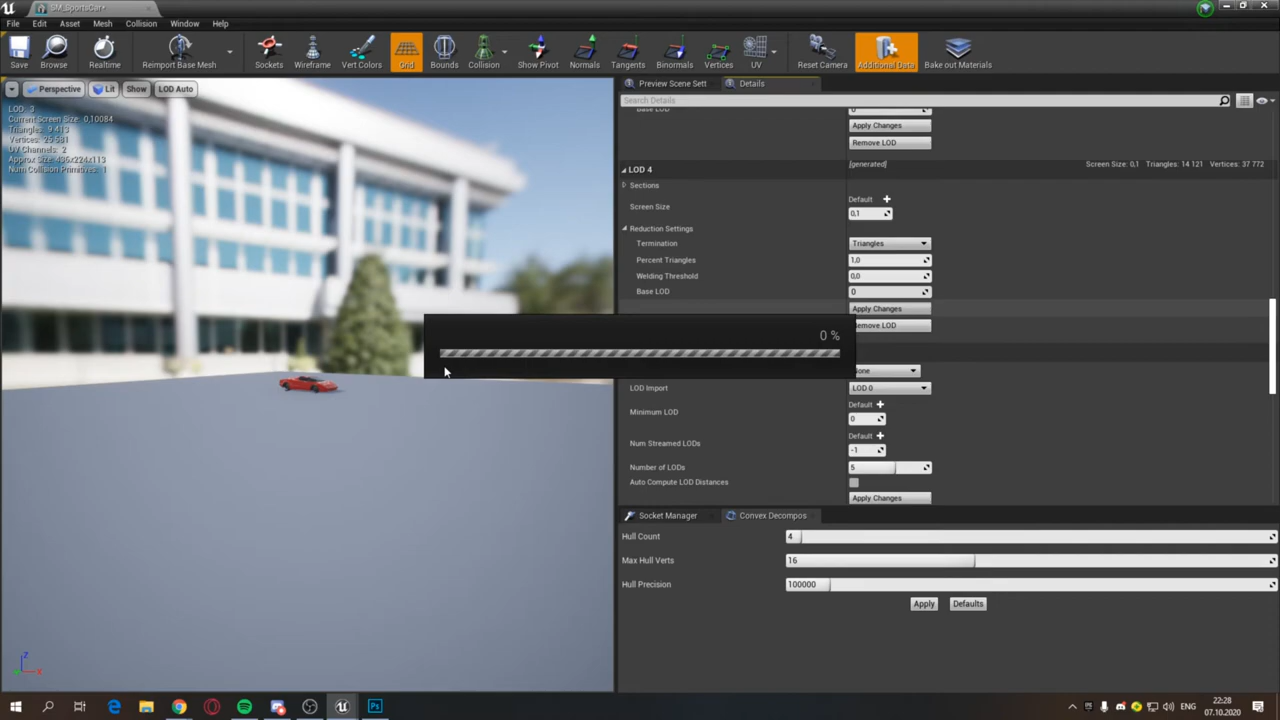 SM_SportsCar*
File Edit Asset Mesh Collision Window Help
Save Browse Realtime Reimport Base Mesh Sockets Wireframe Vert Colors Grid Bounds Collision Show Pivot Normals Tangents Binormals Vertices UV Reset Camera Additional Data Bake out Materials
Perspective Lit Show LOD Auto
LOD: 3
Current Screen Size: 0,10084
Triangles: 9 413
Vertices: 25 581
UV Channels: 2
Approx Size: 436x224x113
Num Collision Primitives: 1
Preview Scene Sett Details
Search Details
Base LOD 0
Apply Changes
Remove LOD
LOD 4 [generated] Screen Size: 0,1 Triangles: 14 121 Vertices: 37 772
Sections
Screen Size Default
0,1
Reduction Settings
Termination Triangles
Percent Triangles 1,0
Welding Threshold 0,0
Base LOD 0
Apply Changes
Remove LOD
0 %
None
LOD Import LOD 0
Minimum LOD Default
0
Num Streamed LODs Default
-1
Number of LODs 5
Auto Compute LOD Distances
Apply Changes
Socket Manager Convex Decompos
Hull Count 4
Max Hull Verts 16
Hull Precision 100000
Apply Defaults
Z
X
Ps
ENG
22:28
07.10.2020